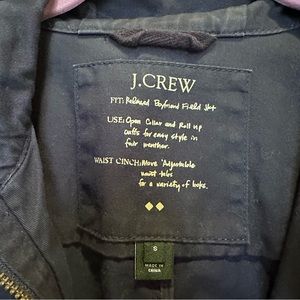 J.CREW
FIT: Relaxed Boyfriend Field Jkt
USE: Open Collar and Roll up
cuffs for easy style in
fair weather.
WAIST CINCH: Move Adjustable
waist tabs
for a variety of looks.
S
MADE IN
CHINA